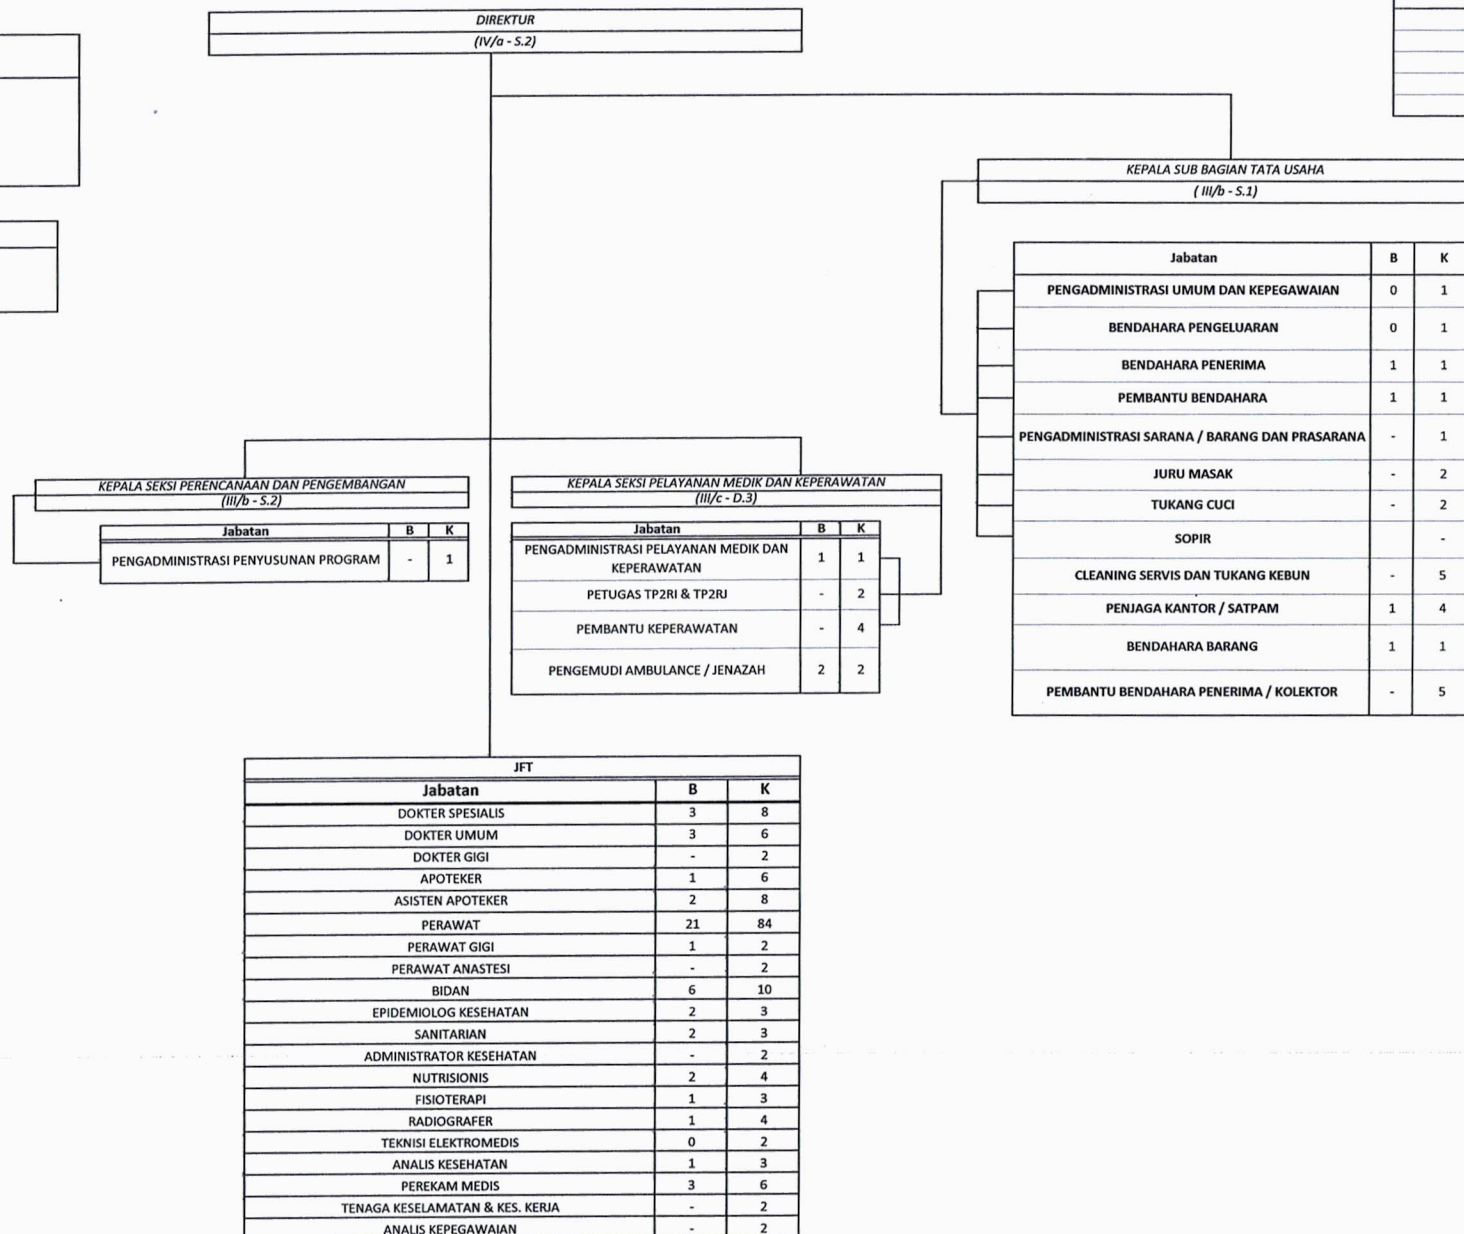 DIREKTUR
(IV/a - S.2)
KEPALA SUB BAGIAN TATA USAHA
( III/b - S.1)
Jabatan B K
PENGADMINISTRASI UMUM DAN KEPEGAWAIAN 0 1
BENDAHARA PENGELUARAN 0 1
BENDAHARA PENERIMA 1 1
PEMBANTU BENDAHARA 1 1
PENGADMINISTRASI SARANA / BARANG DAN PRASARANA - 1
JURU MASAK - 2
TUKANG CUCI - 2
SOPIR -
CLEANING SERVIS DAN TUKANG KEBUN - 5
PENJAGA KANTOR / SATPAM 1 4
BENDAHARA BARANG 1 1
PEMBANTU BENDAHARA PENERIMA / KOLEKTOR - 5
KEPALA SEKSI PERENCANAAN DAN PENGEMBANGAN
(III/b - S.2)
Jabatan B K
PENGADMINISTRASI PENYUSUNAN PROGRAM - 1
KEPALA SEKSI PELAYANAN MEDIK DAN KEPERAWATAN
(III/c - D.3)
Jabatan B K
PENGADMINISTRASI PELAYANAN MEDIK DAN
KEPERAWATAN 1 1
PETUGAS TP2RI & TP2RJ - 2
PEMBANTU KEPERAWATAN - 4
PENGEMUDI AMBULANCE / JENAZAH 2 2
JFT
Jabatan B K
DOKTER SPESIALIS 3 8
DOKTER UMUM 3 6
DOKTER GIGI - 2
APOTEKER 1 6
ASISTEN APOTEKER 2 8
PERAWAT 21 84
PERAWAT GIGI 1 2
PERAWAT ANASTESI - 2
BIDAN 6 10
EPIDEMIOLOG KESEHATAN 2 3
SANITARIAN 2 3
ADMINISTRATOR KESEHATAN - 2
NUTRISIONIS 2 4
FISIOTERAPI 1 3
RADIOGRAFER 1 4
TEKNISI ELEKTROMEDIS 0 2
ANALIS KESEHATAN 1 3
PEREKAM MEDIS 3 6
TENAGA KESELAMATAN & KES. KERJA - 2
ANALIS KEPEGAWAIAN - 2